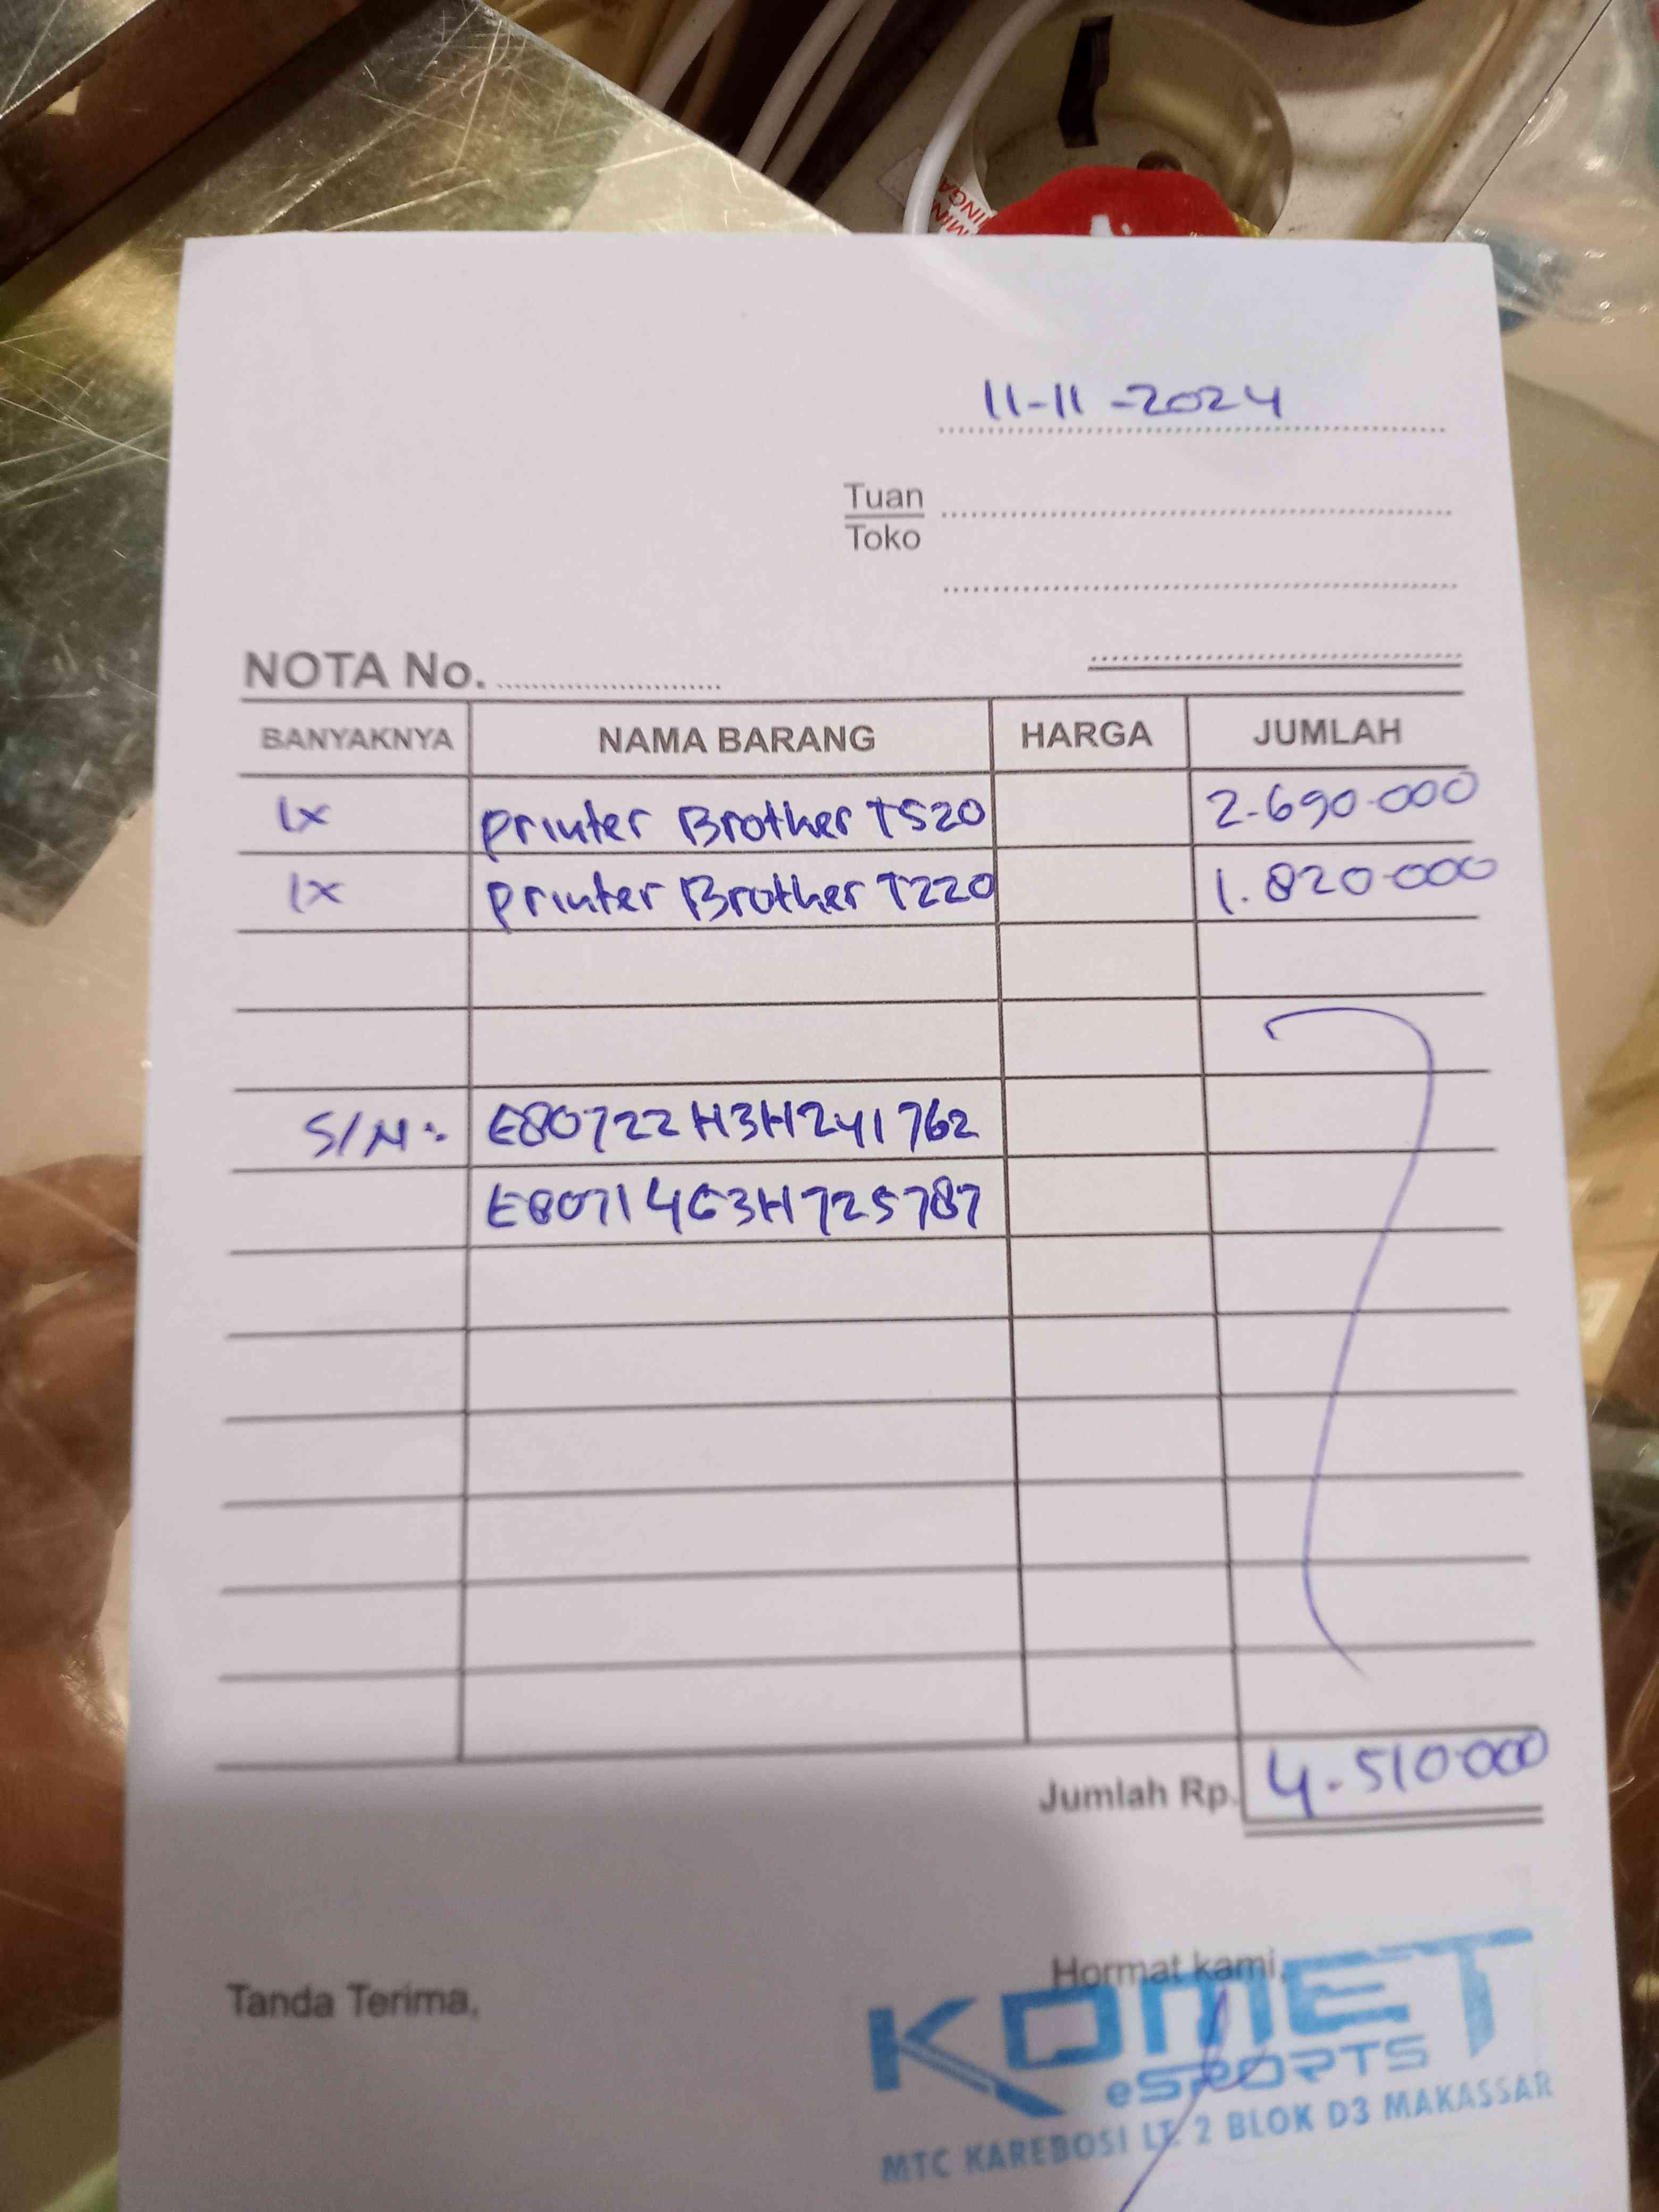 11-11-2024
Tuan
Toko
NOTA No.
BANYAKNYA NAMA BARANG HARGA JUMLAH
1x Printer Brother T520 2.690.000
1x Printer Brother T220 1.820.000
S/N: E80722H3H241762
E80714G3H725787
Jumlah Rp. 4.510.000
Tanda Terima, Hormat kami,
KOMET
eSPORTS
MTC KAREBOSI LT. 2 BLOK D3 MAKASSAR